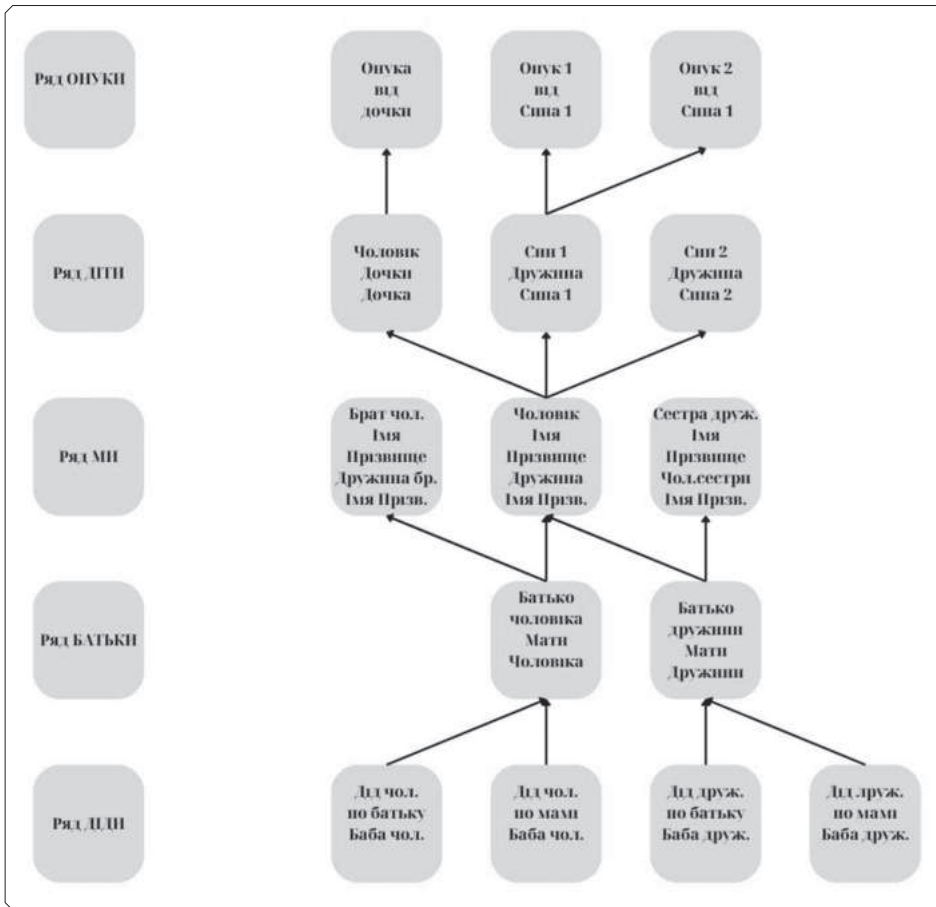 Ряд ОНУКИ
Онука
від
дочки
Онук 1
від
Сина 1
Онук 2
від
Сина 1
Ряд ДІТИ
Чоловік
Дочки
Дочка
Син 1
Дружина
Сина 1
Син 2
Дружина
Сина 2
Ряд МИ
Брат чол.
Імя
Прізвище
Дружина бр.
Імя Прізв.
Чоловік
Імя
Прізвище
Дружина
Імя Прізв.
Сестра друж.
Імя
Прізвище
Чол.сестри
Імя Прізв.
Ряд БАТЬКИ
Батько
чоловіка
Мати
Чоловіка
Батько
дружини
Мати
Дружини
Ряд ДІДИ
Дід чол.
по батьку
Баба чол.
Дід чол.
по мамі
Баба чол.
Дід друж.
по батьку
Баба друж.
Дід лруж.
по мамі
Баба друж.